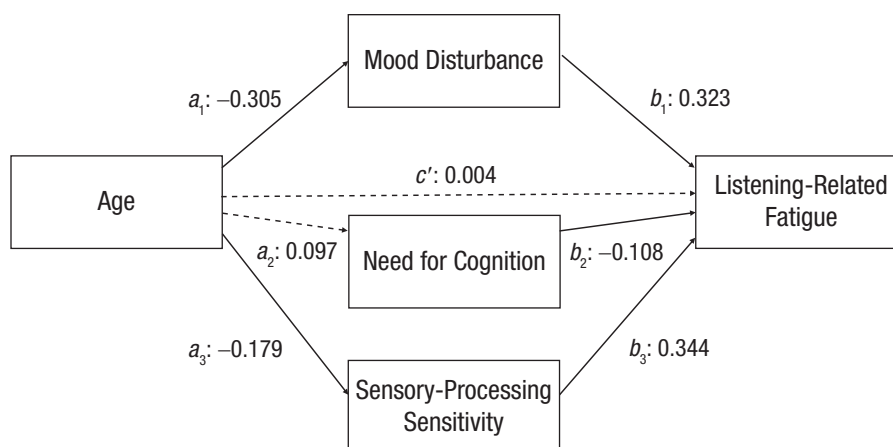 Mood Disturbance
a₁: –0.305
b₁: 0.323
Age
c′: 0.004
Listening-Related
Fatigue
a₂: 0.097
Need for Cognition
b₂: –0.108
a₃: –0.179
b₃: 0.344
Sensory-Processing
Sensitivity